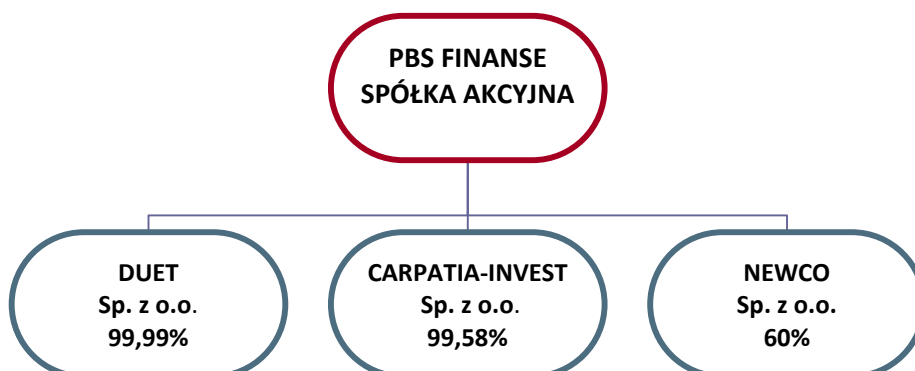 PBS FINANSE
SPÓŁKA AKCYJNA
DUET
Sp. z o.o.
99,99%
CARPATIA-INVEST
Sp. z o.o.
99,58%
NEWCO
Sp. z o.o.
60%